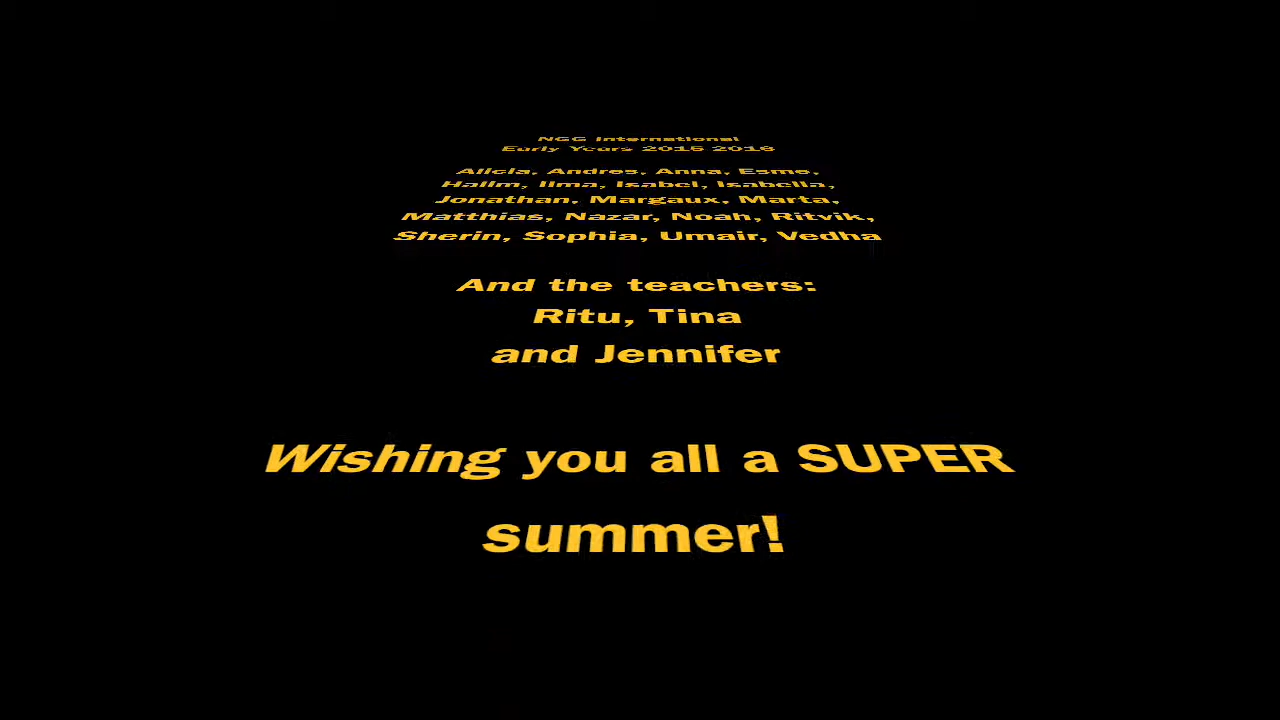 NGG International
Early Years 2015-2016
Alicia, Andres, Anna, Esme,
Halim, Ilma, Isabel, Isabella,
Jonathan, Margaux, Marta,
Matthias, Nazar, Noah, Ritvik,
Sherin, Sophia, Umair, Vedha
And the teachers:
Ritu, Tina
and Jennifer
Wishing you all a SUPER
summer!